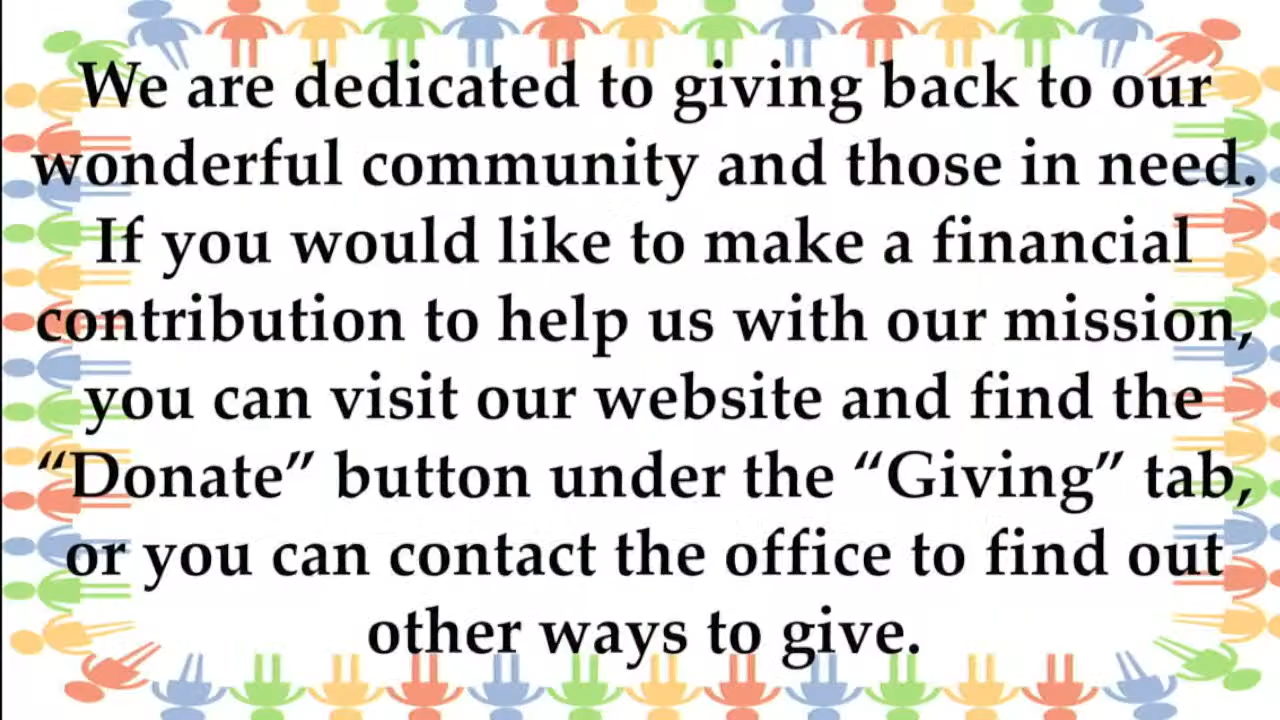 We are dedicated to giving back to our
wonderful community and those in need.
If you would like to make a financial
contribution to help us with our mission,
you can visit our website and find the
“Donate” button under the “Giving” tab,
or you can contact the office to find out
other ways to give.